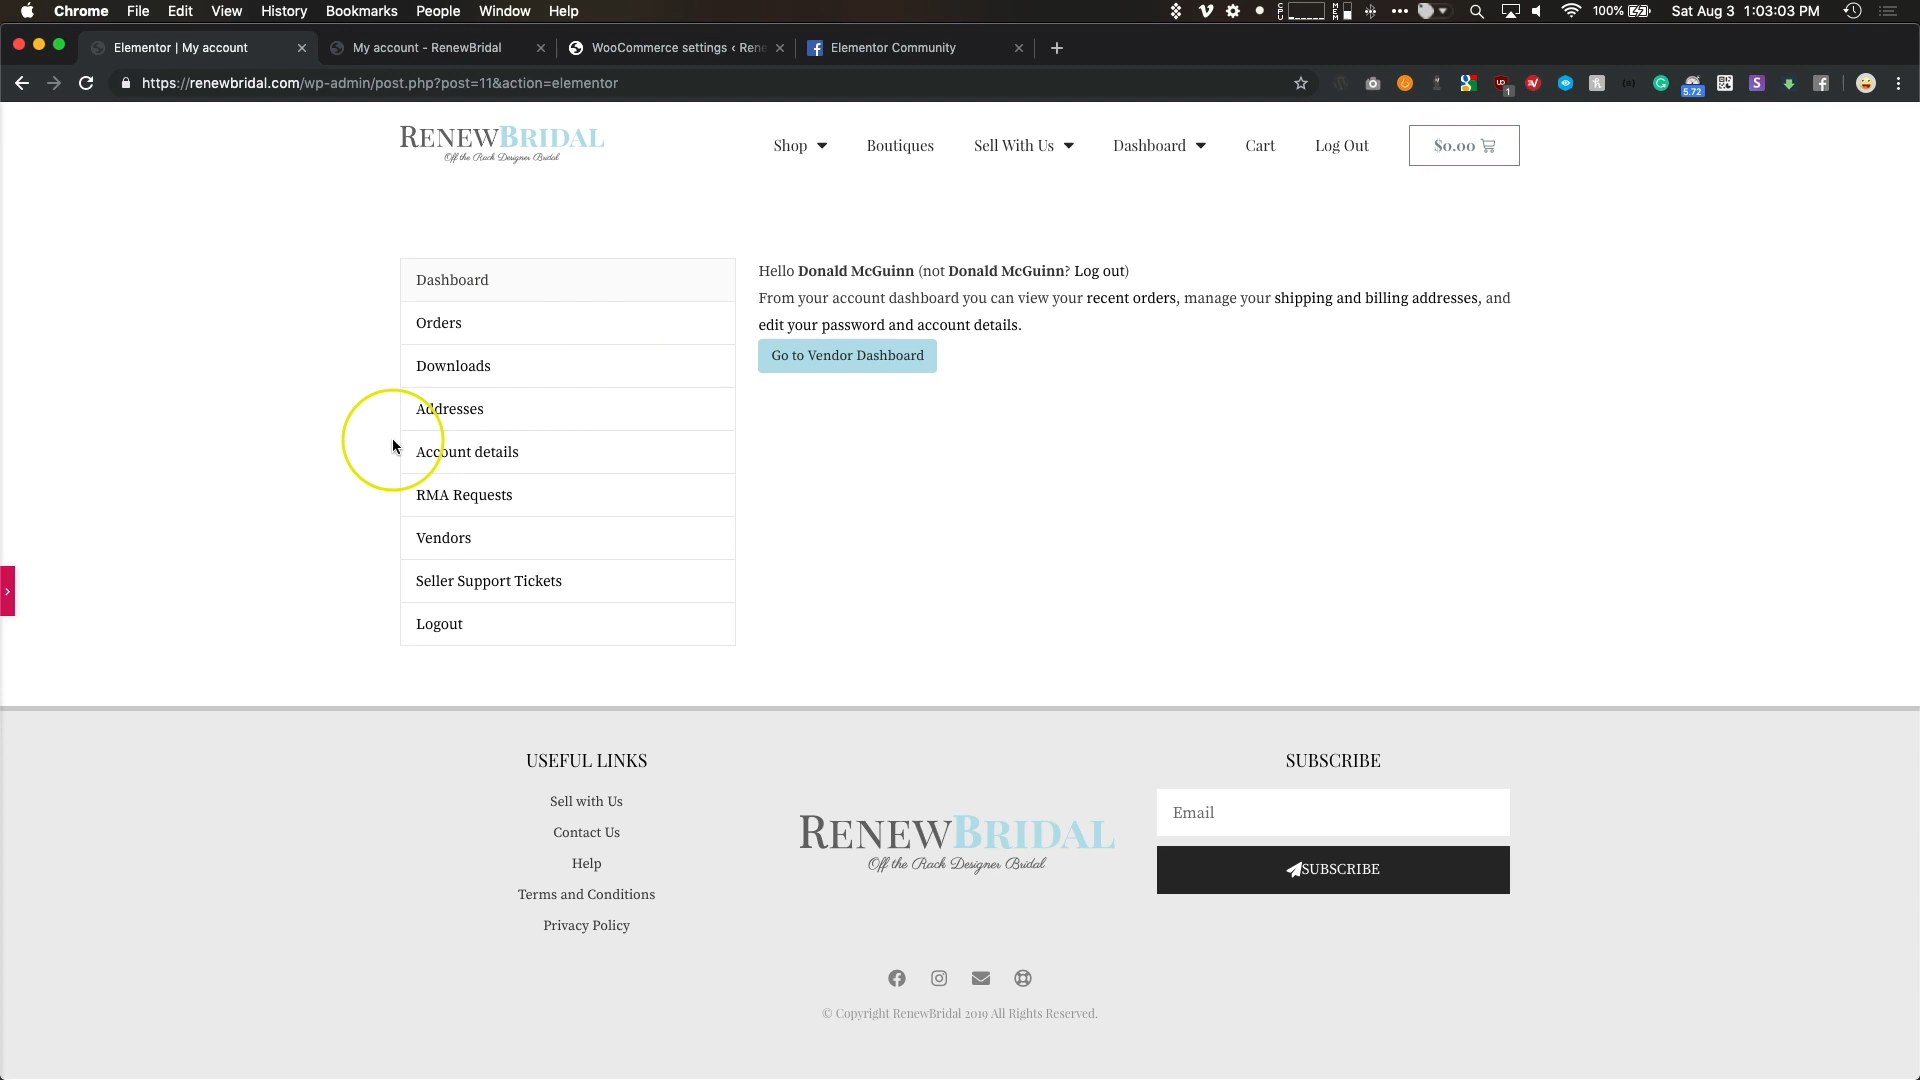 Chrome File Edit View History Bookmarks People Window Help
100% Sat Aug 3 1:03:03 PM
Elementor | My account
My account - RenewBridal
WooCommerce settings ‹ Rene
Elementor Community
https://renewbridal.com/wp-admin/post.php?post=11&action=elementor
1
5.72
RENEWBRIDAL
Off the Rack Designer Bridal
Shop Boutiques Sell With Us Dashboard Cart Log Out $0.00
Dashboard
Orders
Downloads
Addresses
Account details
RMA Requests
Vendors
Seller Support Tickets
Logout
Hello Donald McGuinn (not Donald McGuinn? Log out)
From your account dashboard you can view your recent orders, manage your shipping and billing addresses, and
edit your password and account details.
Go to Vendor Dashboard
USEFUL LINKS
Sell with Us
Contact Us
Help
Terms and Conditions
Privacy Policy
RENEWBRIDAL
Off the Rack Designer Bridal
SUBSCRIBE
Email
SUBSCRIBE
© Copyright RenewBridal 2019 All Rights Reserved.